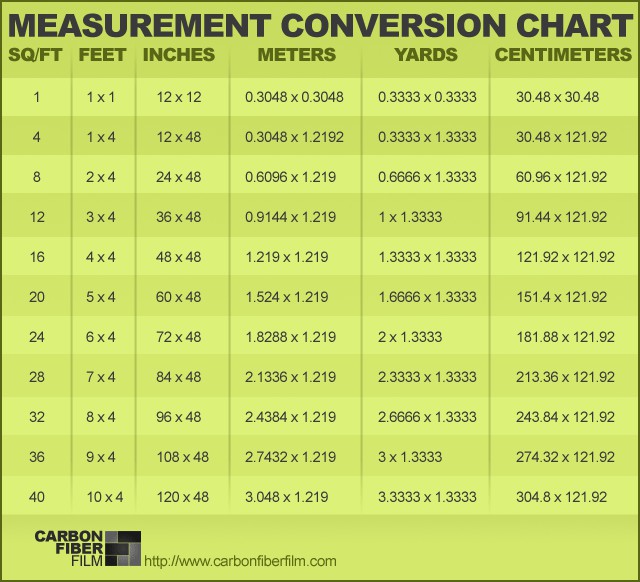 MEASUREMENT CONVERSION CHART
SQ/FT FEET INCHES METERS YARDS CENTIMETERS
1 1 x 1 12 x 12 0.3048 x 0.3048 0.3333 x 0.3333 30.48 x 30.48
4 1 x 4 12 x 48 0.3048 x 1.2192 0.3333 x 1.3333 30.48 x 121.92
8 2 x 4 24 x 48 0.6096 x 1.219 0.6666 x 1.3333 60.96 x 121.92
12 3 x 4 36 x 48 0.9144 x 1.219 1 x 1.3333 91.44 x 121.92
16 4 x 4 48 x 48 1.219 x 1.219 1.3333 x 1.3333 121.92 x 121.92
20 5 x 4 60 x 48 1.524 x 1.219 1.6666 x 1.3333 151.4 x 121.92
24 6 x 4 72 x 48 1.8288 x 1.219 2 x 1.3333 181.88 x 121.92
28 7 x 4 84 x 48 2.1336 x 1.219 2.3333 x 1.3333 213.36 x 121.92
32 8 x 4 96 x 48 2.4384 x 1.219 2.6666 x 1.3333 243.84 x 121.92
36 9 x 4 108 x 48 2.7432 x 1.219 3 x 1.3333 274.32 x 121.92
40 10 x 4 120 x 48 3.048 x 1.219 3.3333 x 1.3333 304.8 x 121.92
CARBON
FIBER
FILM http://www.carbonfiberfilm.com